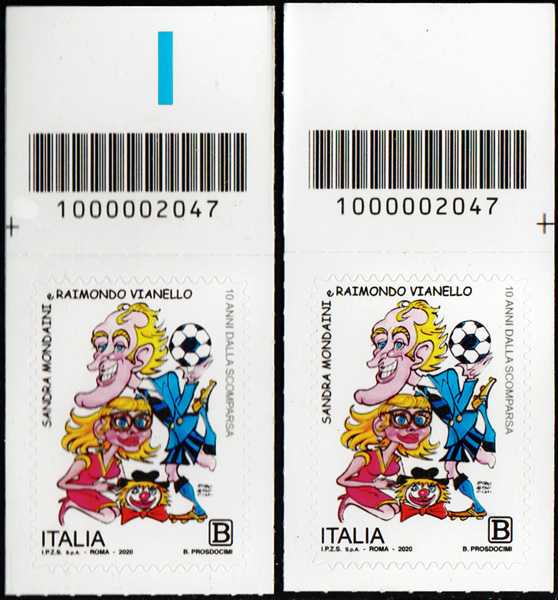 1000002047
SANDRA MONDAINI e RAIMONDO VIANELLO
10 ANNI DALLA SCOMPARSA
ITALIA B
I.P.Z.S. S.p.A. - ROMA - 2020 B. PROSDOCIMI
1000002047
SANDRA MONDAINI e RAIMONDO VIANELLO
10 ANNI DALLA SCOMPARSA
ITALIA B
I.P.Z.S. S.p.A. - ROMA - 2020 B. PROSDOCIMI